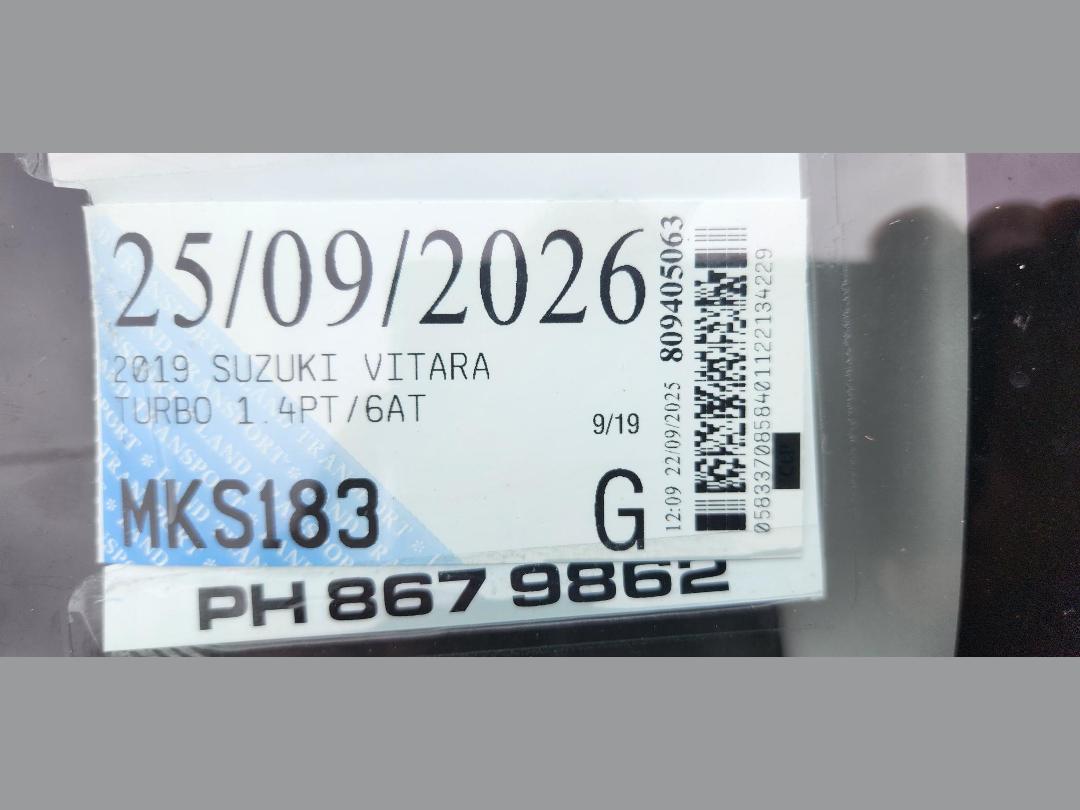 25/09/2026
2019 SUZUKI VITARA
TURBO 1.4PT/6AT
9/19
MKS183
G
809405063
12:09 22/09/2025
058337085840112213４229
PH 867 9862